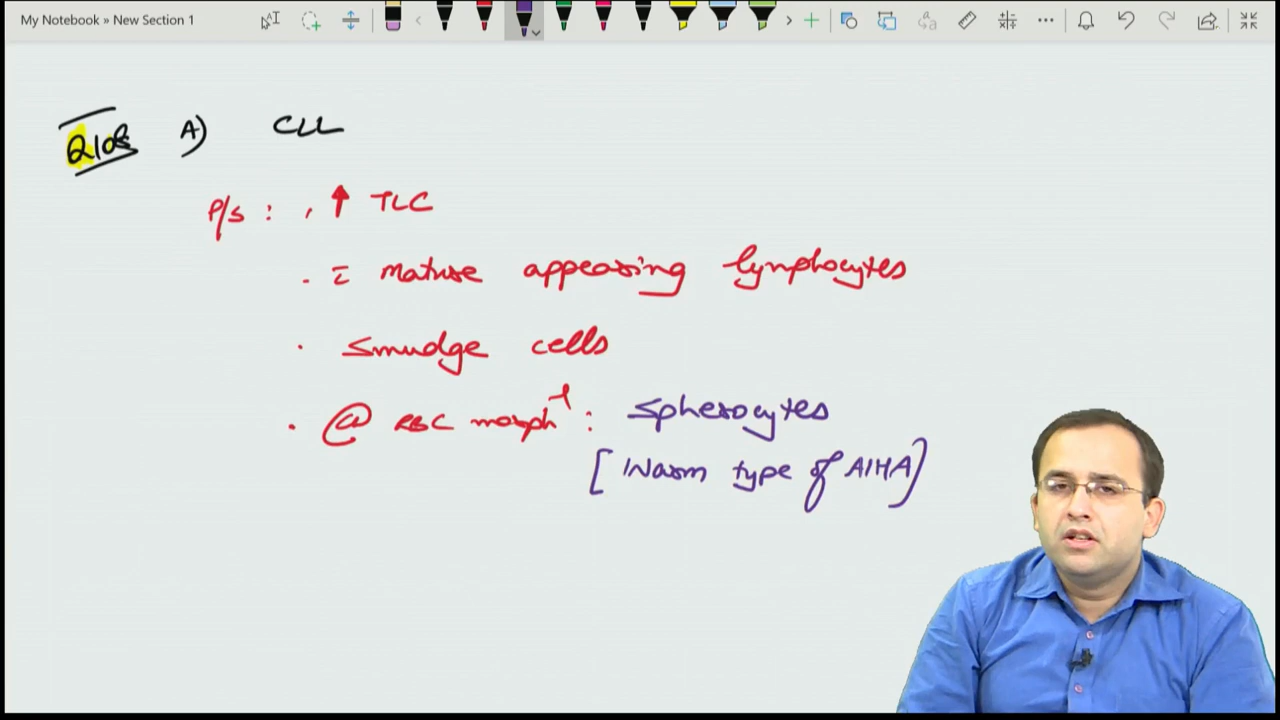 My Notebook » New Section 1
Q108 A) CLL
P/s : . ↑ TLC
. c̄ mature appearing lymphocytes
. Smudge cells
. @ RBC morphˡ : Spherocytes
[Warm type of AIHA]